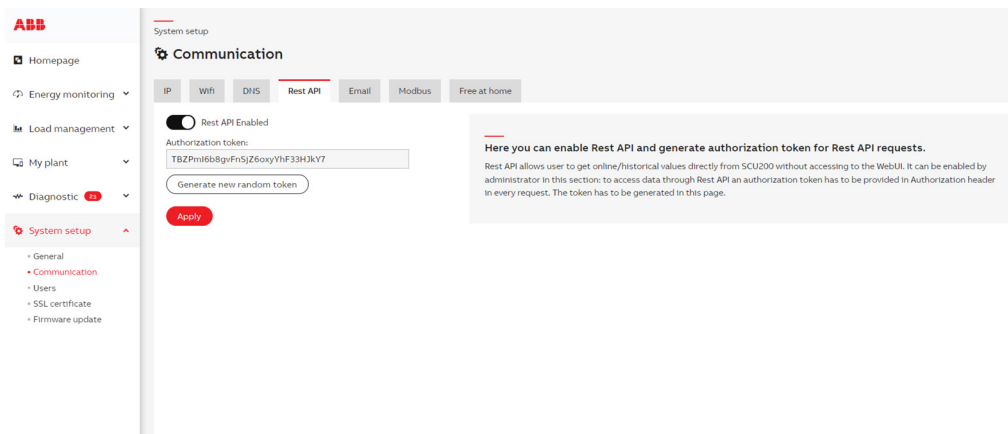 ABB
Homepage
Energy monitoring
Load management
My plant
Diagnostic
System setup
General
Communication
Users
SSL certificate
Firmware update
System setup
Communication
IP
Wifi
DNS
Rest API
Email
Modbus
Free at home
Rest API Enabled
Authorization token:
TBZPmI6b8gvFnSjZ6oxyYhF33HJkY7
Generate new random token
Apply
Here you can enable Rest API and generate authorization token for Rest API requests.
Rest API allows user to get online/historical values directly from SCU200 without accessing to the WebUI. It can be enabled by
administrator in this section: to access data through Rest API an authorization token has to be provided in Authorization header
in every request. The token has to be generated in this page.